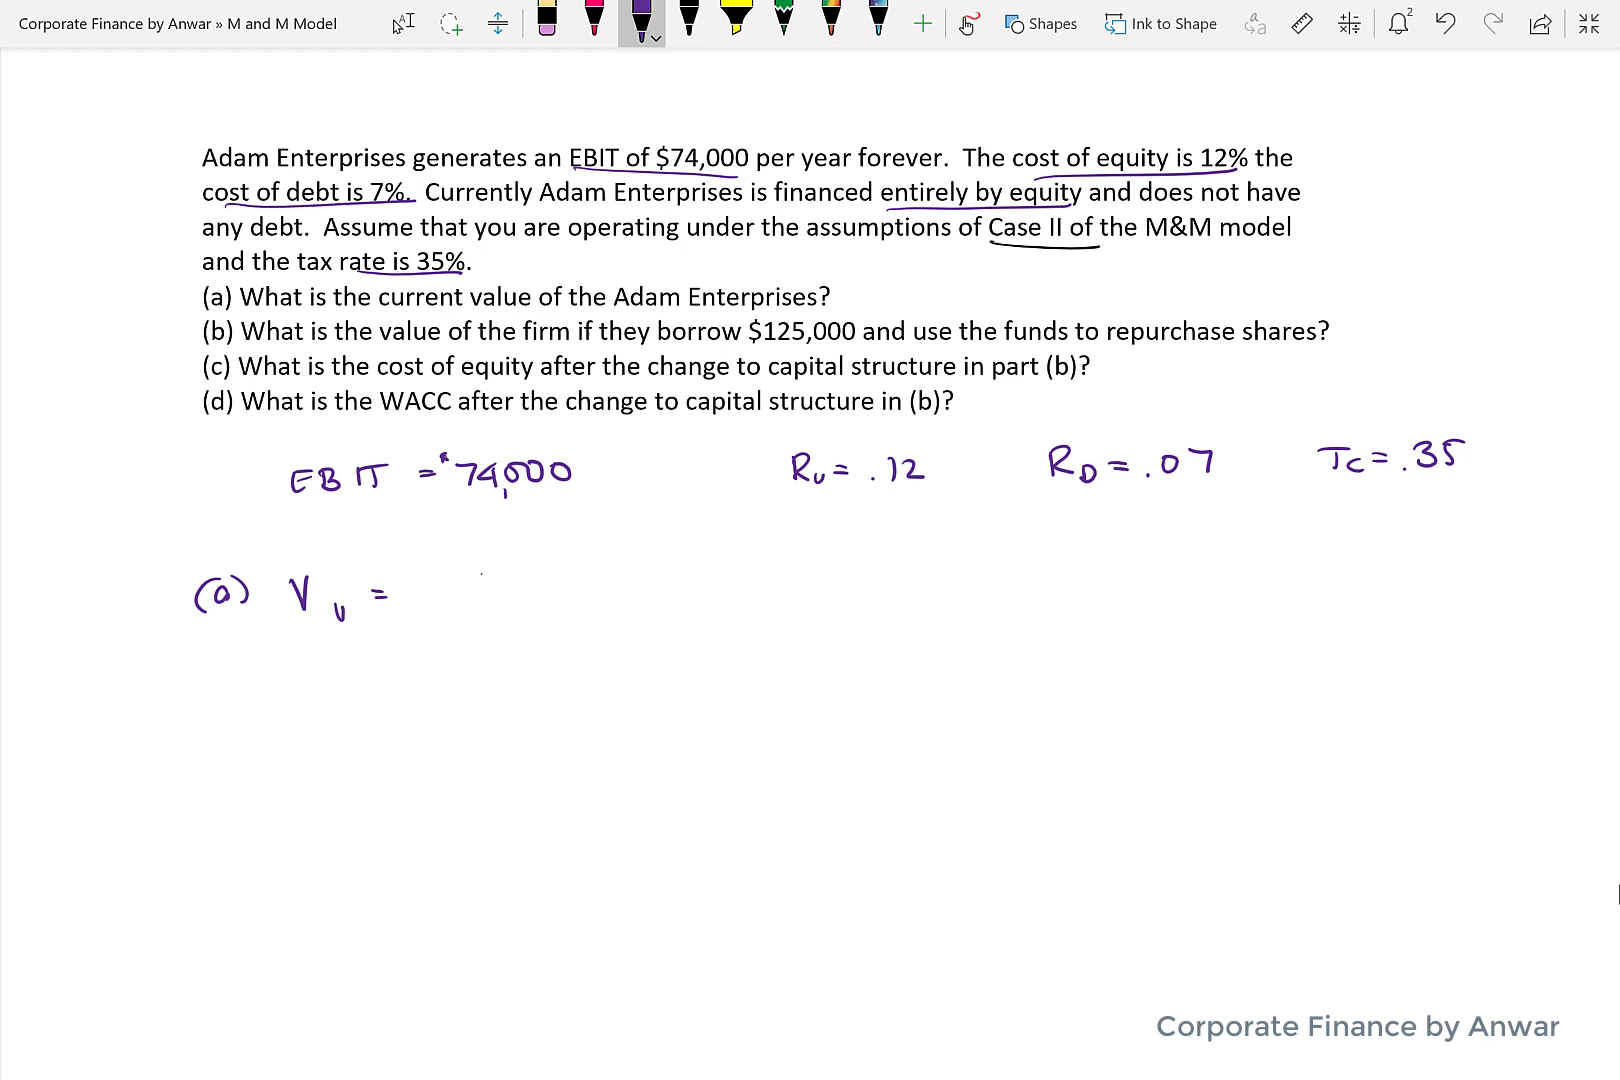 Corporate Finance by Anwar » M and M Model
Shapes
Ink to Shape
2
Adam Enterprises generates an EBIT of $74,000 per year forever. The cost of equity is 12% the
cost of debt is 7%. Currently Adam Enterprises is financed entirely by equity and does not have
any debt. Assume that you are operating under the assumptions of Case II of the M&M model
and the tax rate is 35%.
(a) What is the current value of the Adam Enterprises?
(b) What is the value of the firm if they borrow $125,000 and use the funds to repurchase shares?
(c) What is the cost of equity after the change to capital structure in part (b)?
(d) What is the WACC after the change to capital structure in (b)?
EBIT = $74,000 RU = .12 RD = .07 TC = .35
(a) VU =
Corporate Finance by Anwar